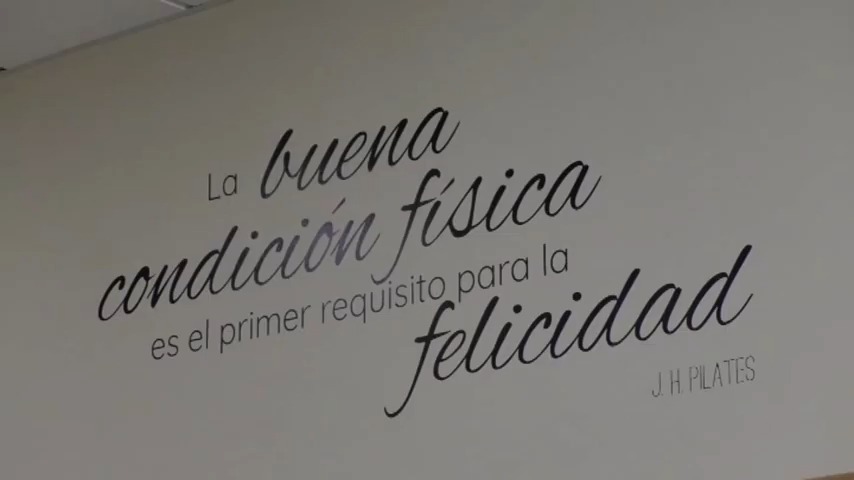 La buena
condición física
es el primer requisito para la
felicidad
J. H. PILATES